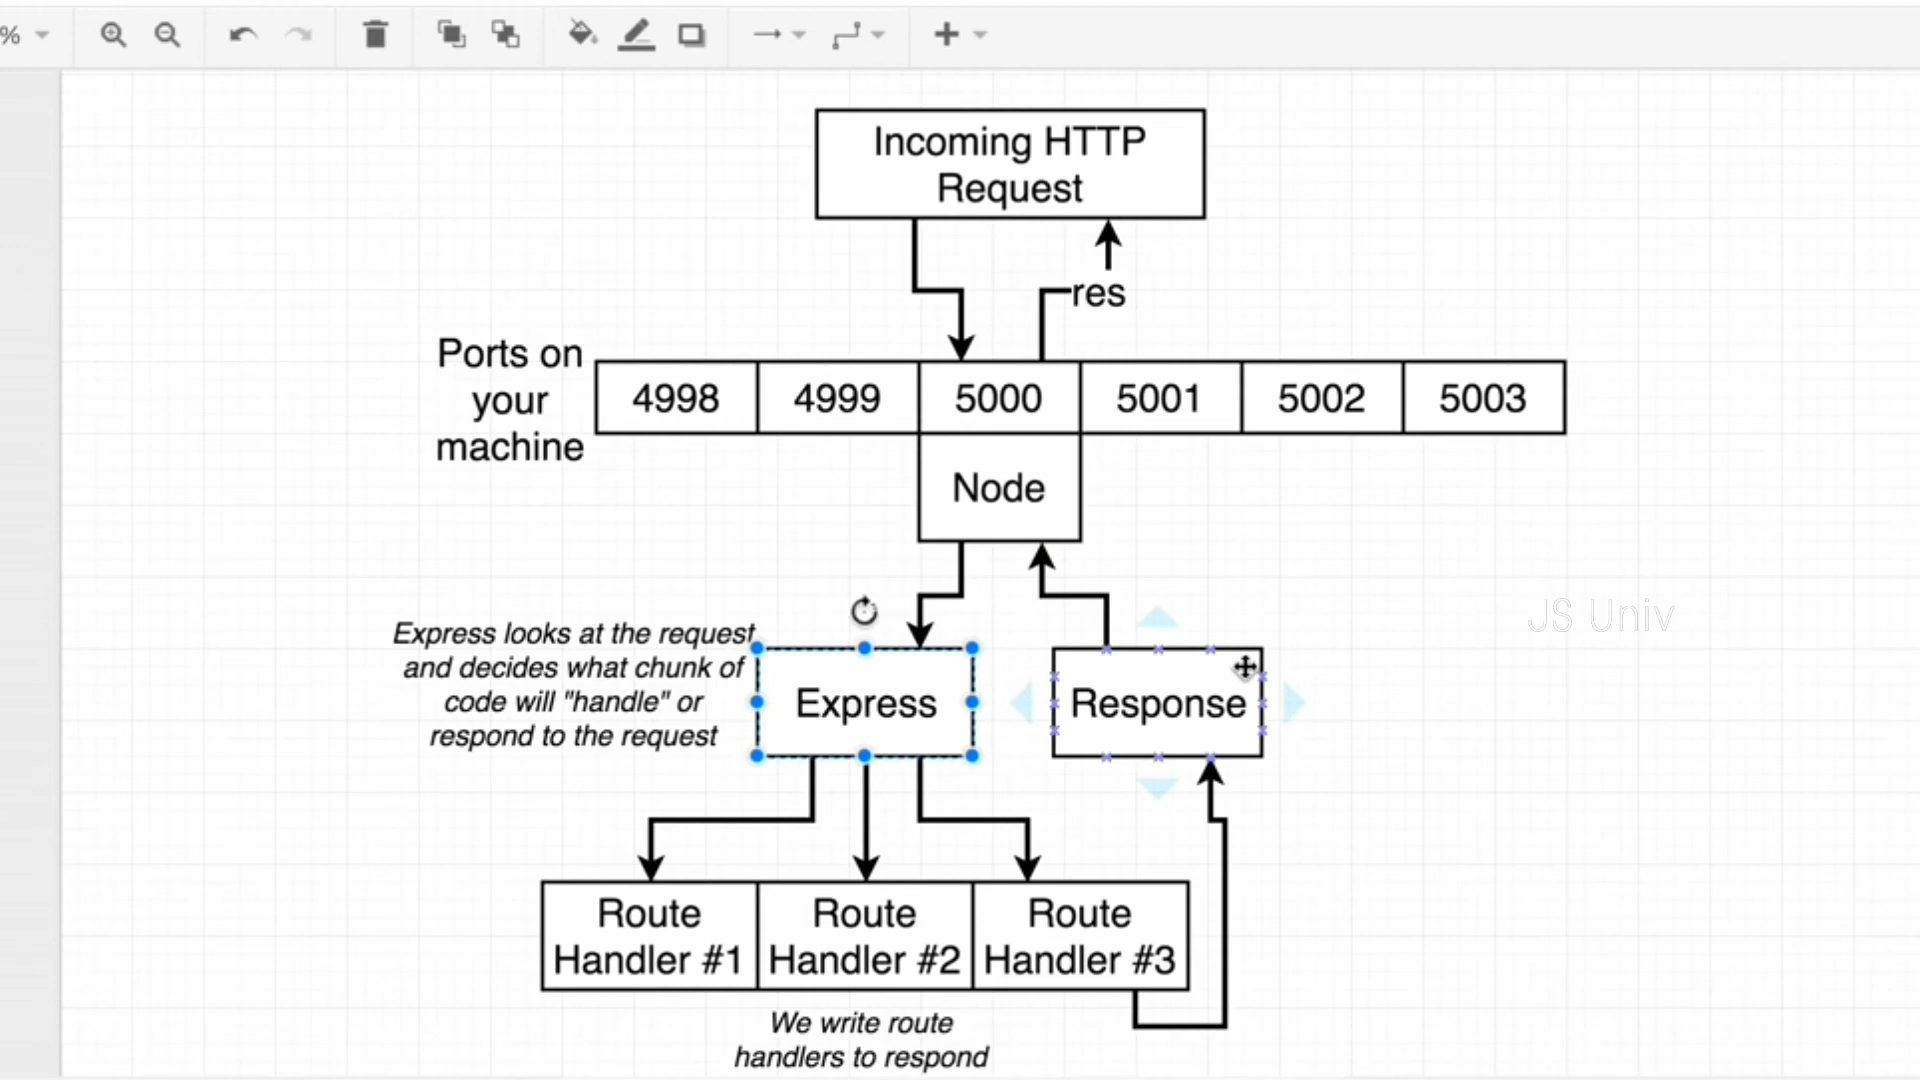 %
Incoming HTTP
Request
res
Ports on
your
machine
4998 4999 5000 5001 5002 5003
Node
Express looks at the request
and decides what chunk of
code will "handle" or
respond to the request
Express
Response
JS Univ
Route
Handler #1
Route
Handler #2
Route
Handler #3
We write route
handlers to respond